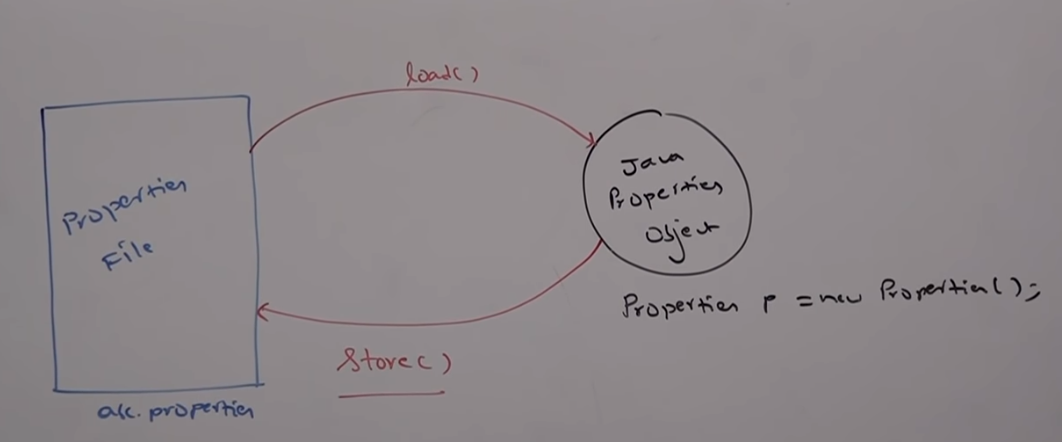 load()
Properties
File
Java
Properties
Object
Properties P = new Properties();
Store()
abc.properties